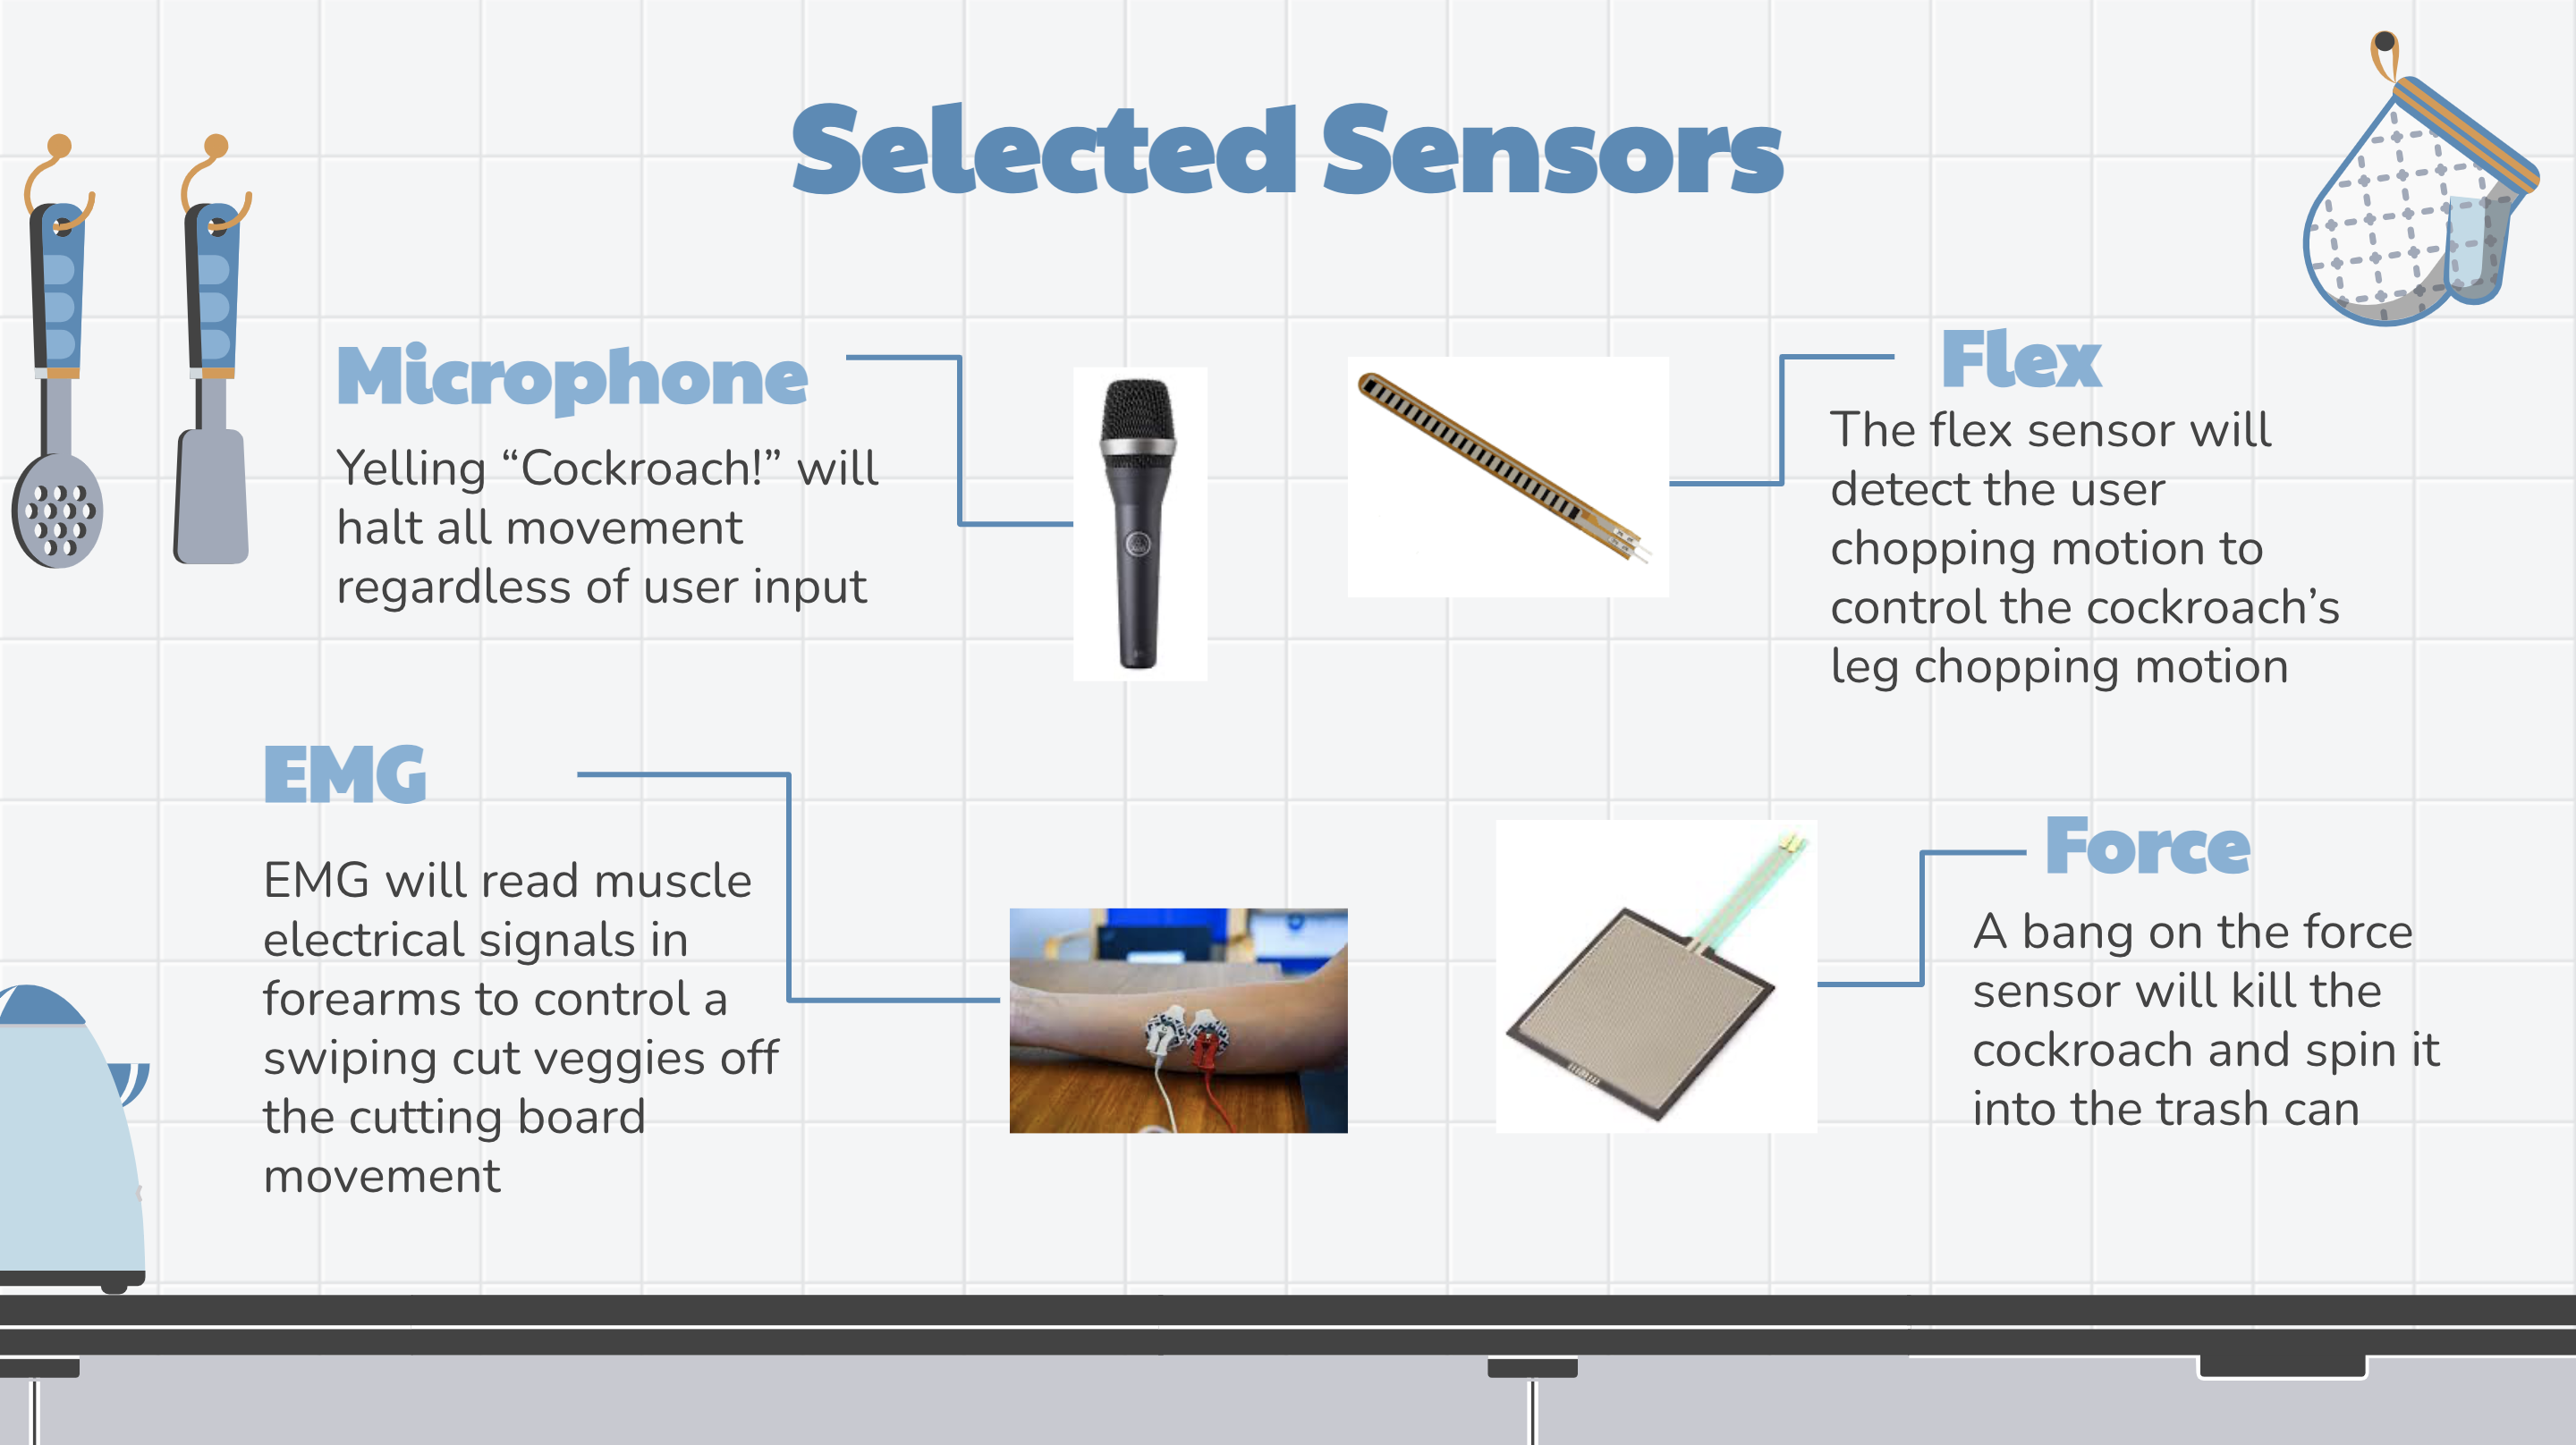 Selected Sensors
Microphone
Yelling “Cockroach!” will
halt all movement
regardless of user input
Flex
The flex sensor will
detect the user
chopping motion to
control the cockroach’s
leg chopping motion
EMG
EMG will read muscle
electrical signals in
forearms to control a
swiping cut veggies off
the cutting board
movement
Force
A bang on the force
sensor will kill the
cockroach and spin it
into the trash can